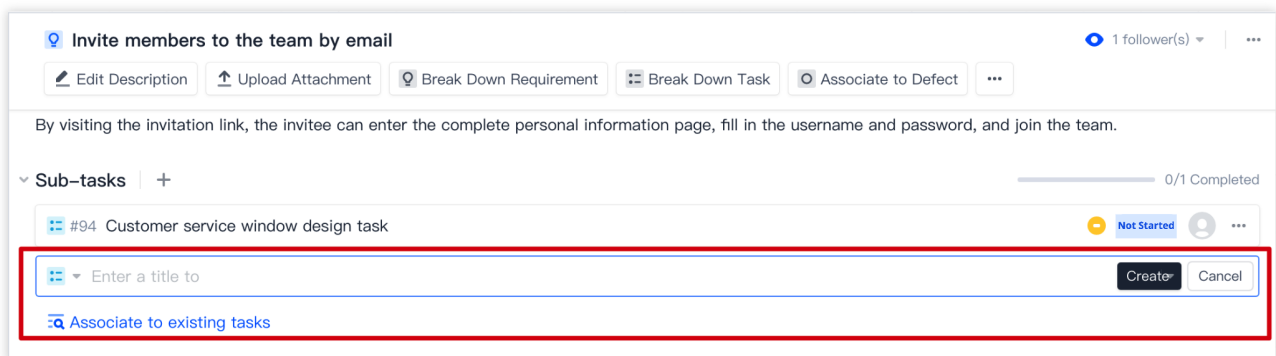 Invite members to the team by email
1 follower(s)
Edit Description Upload Attachment Break Down Requirement Break Down Task Associate to Defect
By visiting the invitation link, the invitee can enter the complete personal information page, fill in the username and password, and join the team.
Sub-tasks
0/1 Completed
#94 Customer service window design task
Not Started
Enter a title to
Create Cancel
Associate to existing tasks